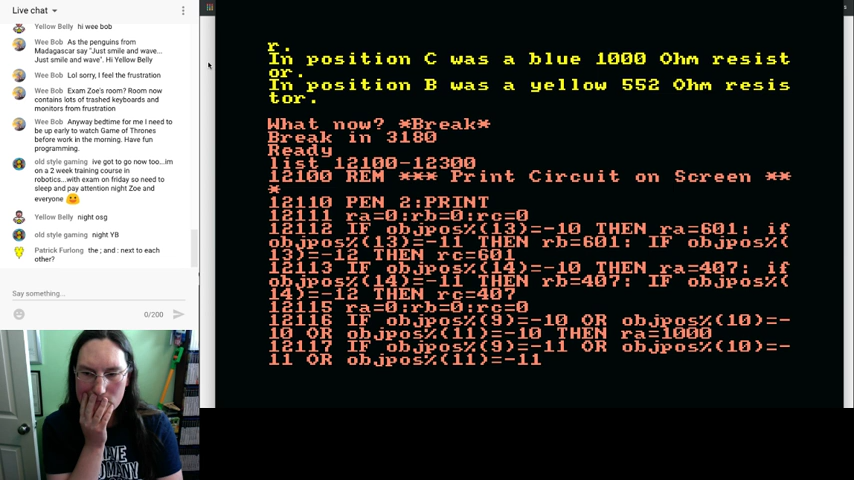 Live chat
Yellow Belly hi wee bob
Wee Bob As the penguins from
Madagascar say "Just smile and wave...
Just smile and wave". Hi Yellow Belly
Wee Bob Lol sorry, I feel the frustration
Wee Bob Exam Zoe's room? Room now
contains lots of trashed keyboards and
monitors from frustration
Wee Bob Anyway bedtime for me I need to
be up early to watch Game of Thrones
before work in the morning. Have fun
programming.
old style gaming ive got to go now too...im
on a 2 week training course in
robotics...with exam on friday so need to
sleep and pay attention night Zoe and
everyone
Yellow Belly night osg
old style gaming night YB
Patrick Furlong the ; and : next to each
other?
Say something...
0/200
r.
In position C was a blue 1000 Ohm resist
or.
In position B was a yellow 552 Ohm resis
tor.
What now? *Break*
Break in 3180
Ready
list 12100-12300
12100 REM *** Print Circuit on Screen **
*
12110 PEN 2:PRINT
12111 ra=0:rb=0:rc=0
12112 IF objpos%(13)=-10 THEN ra=601: if
objpos%(13)=-11 THEN rb=601: IF objpos%(
13)=-12 THEN rc=601
12113 IF objpos%(14)=-10 THEN ra=407: if
objpos%(14)=-11 THEN rb=407: IF objpos%(
14)=-12 THEN rc=407
12115 ra=0:rb=0:rc=0
12116 IF objpos%(9)=-10 OR objpos%(10)=-
10 OR objpos%(11)=-10 THEN ra=1000
12117 IF objpos%(9)=-11 OR objpos%(10)=-
11 OR objpos%(11)=-11